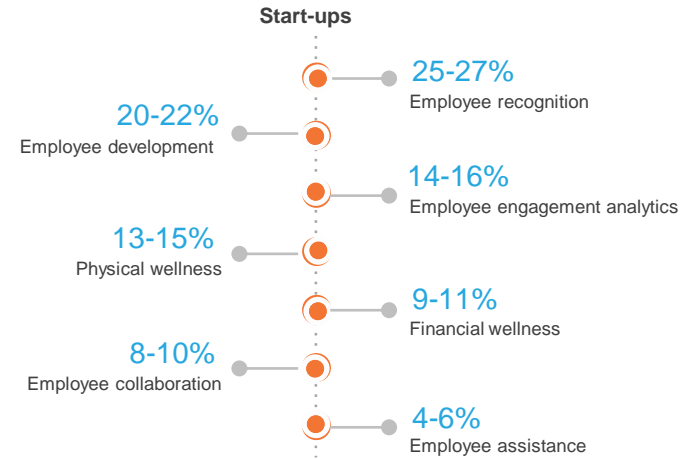 Start-ups
25-27%
Employee recognition
20-22%
Employee development
14-16%
Employee engagement analytics
13-15%
Physical wellness
9-11%
Financial wellness
8-10%
Employee collaboration
4-6%
Employee assistance